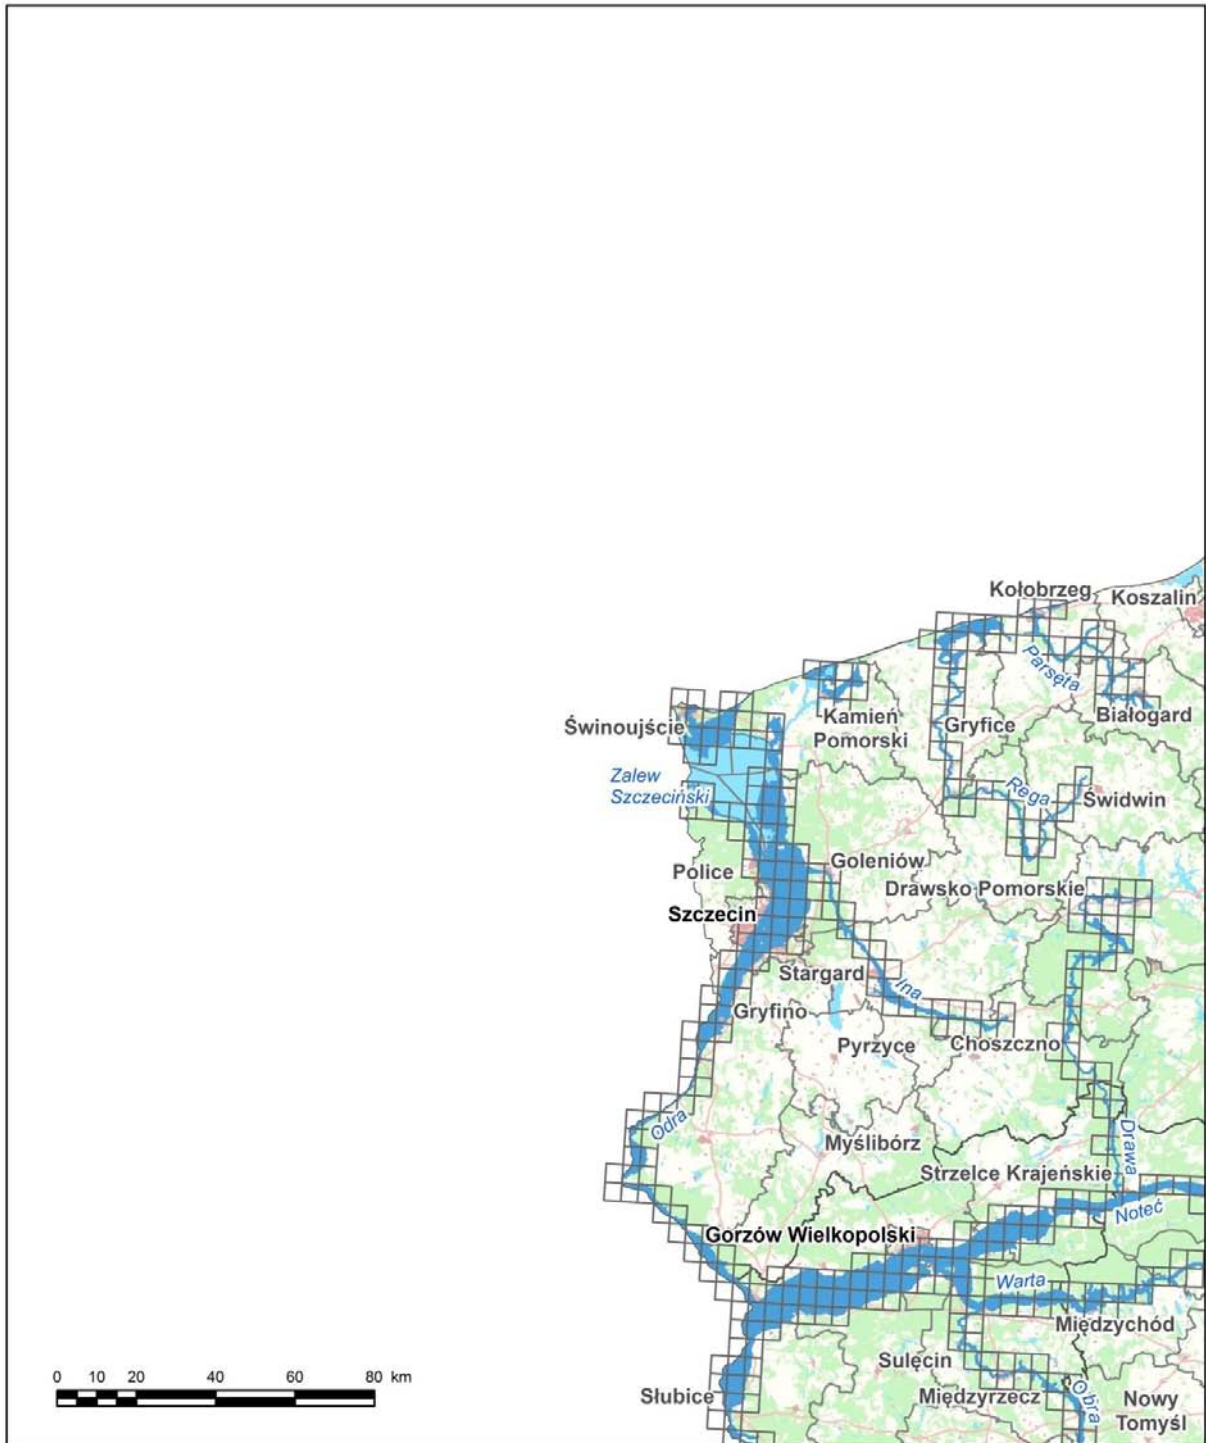 Kołobrzeg
Koszalin
Parsęta
Świnoujście
Kamień
Pomorski
Gryfice
Białogard
Zalew
Szczeciński
Rega
Świdwin
Police
Goleniów
Drawsko Pomorskie
Szczecin
Stargard
Ina
Gryfino
Pyrzyce
Choszczno
Odra
Myślibórz
Drawa
Strzelce Krajeńskie
Noteć
Gorzów Wielkopolski
Warta
Międzychód
Sulęcin
Słubice
Międzyrzecz
Obra
Nowy
Tomyśl
0 10 20 40 60 80 km